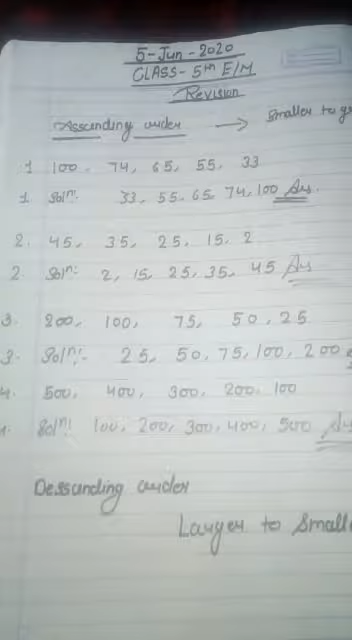 5-Jun-2020
CLASS- 5th E/M
Revision
Assending order → Smaller to gr
1 100, 74, 65, 55, 33
1 Soln: 33, 55, 65, 74, 100 Ans.
2. 45, 35, 25, 15, 2
2. Soln: 2, 15, 25, 35, 45 Ans
3. 200, 100, 75, 50, 25
3. Soln:- 25, 50, 75, 100, 200
4. 500, 400, 300, 200, 100
4. Soln: 100, 200, 300, 400, 500 Ans
Dessending order
Larger to Small